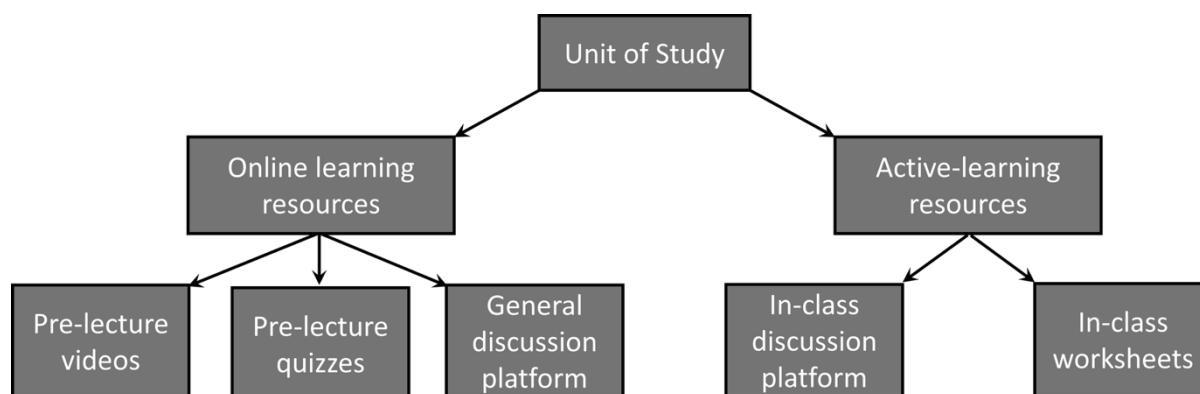 Unit of Study
Online learning
resources
Active-learning
resources
Pre-lecture
videos
Pre-lecture
quizzes
General
discussion
platform
In-class
discussion
platform
In-class
worksheets